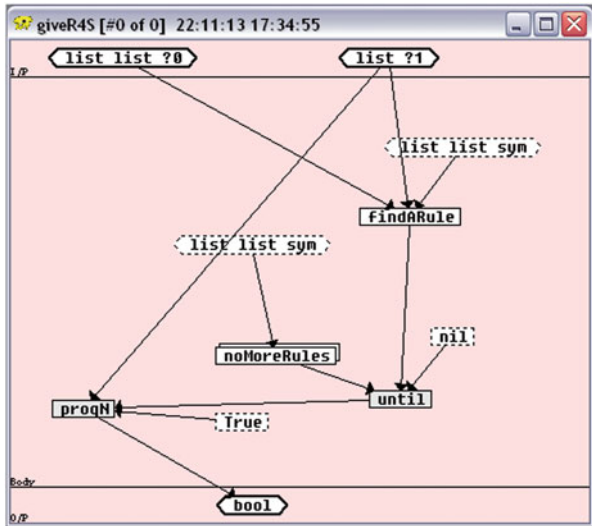 giveR4S [#0 of 0] 22:11:13 17:34:55
list list ?0
list ?1
I/P
list list sym
findARule
list list sym
nil
noMoreRules
until
progN
True
Body
bool
O/P